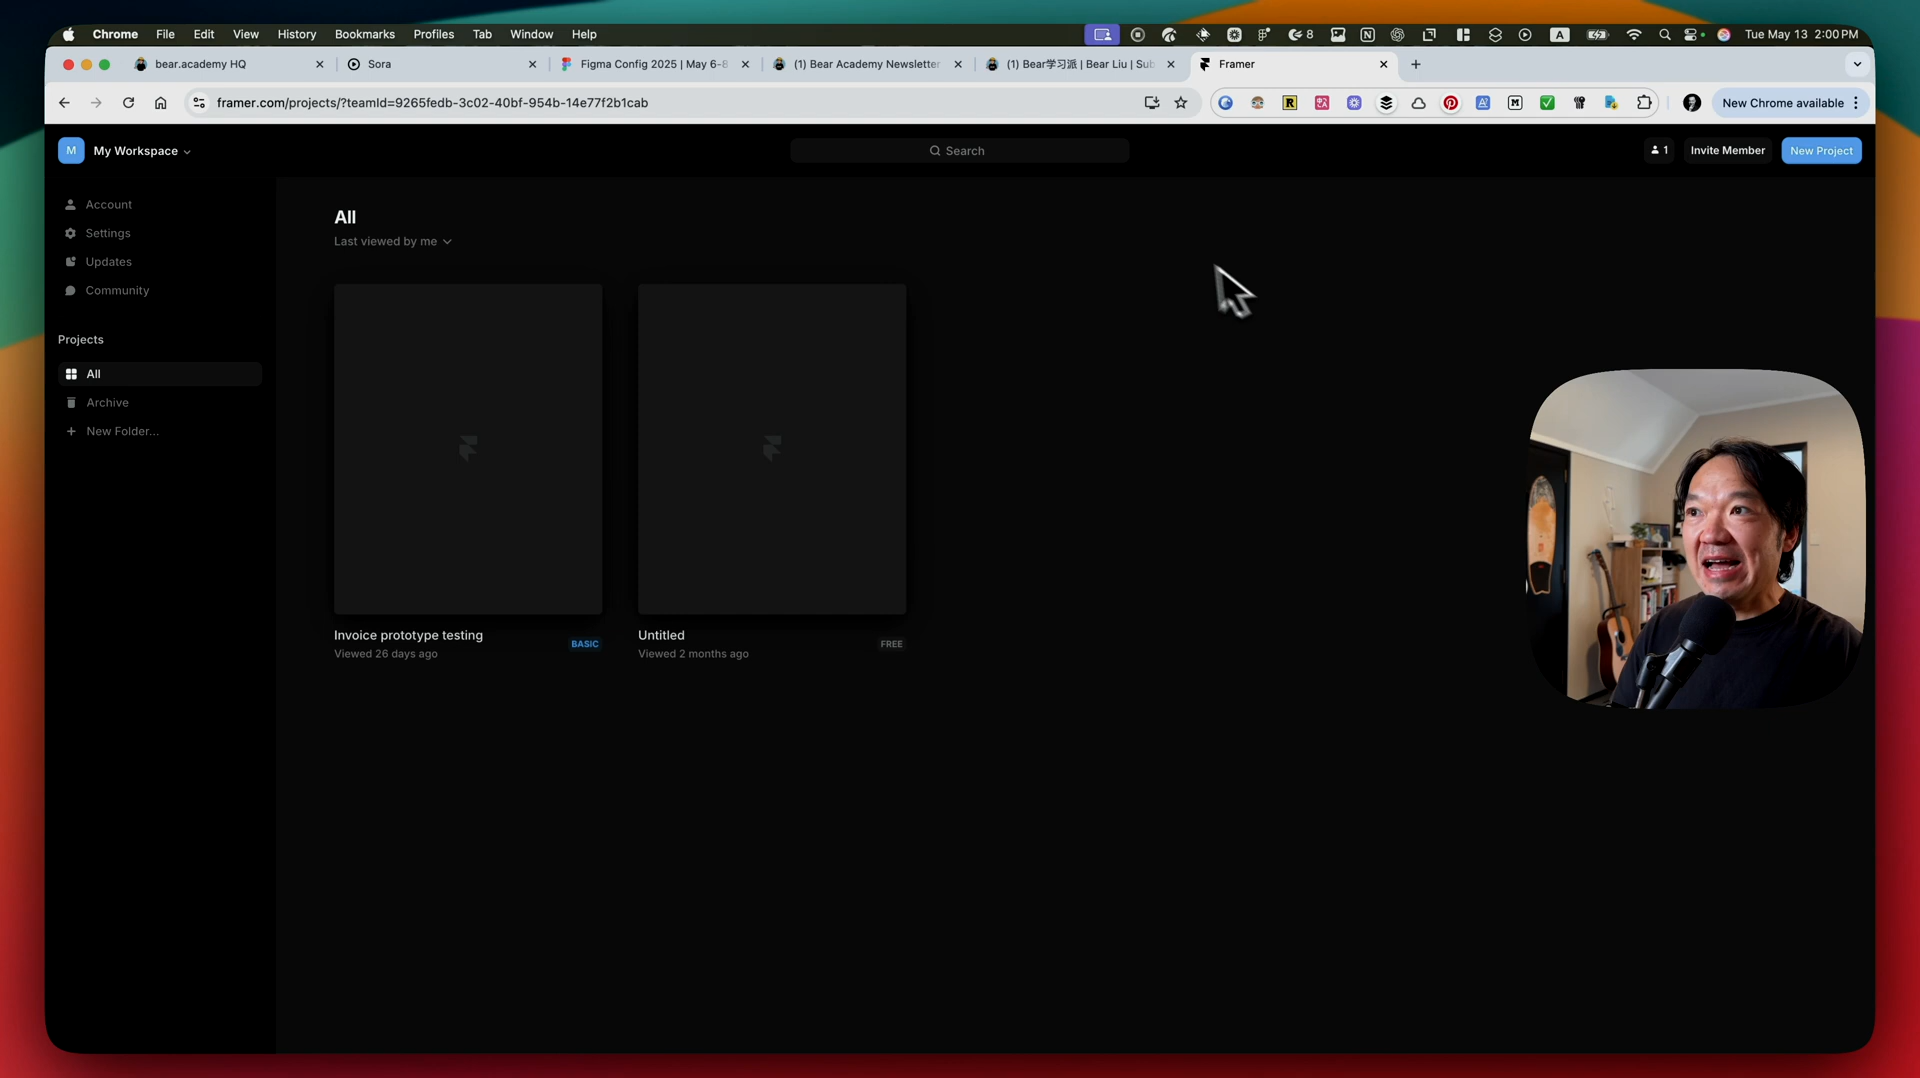 Chrome File Edit View History Bookmarks Profiles Tab Window Help
8 A Tue May 13 2:00 PM
bear.academy HQ
Sora
Figma Config 2025 | May 6-8
(1) Bear Academy Newsletter
(1) Bear学习派 | Bear Liu | Sub
Framer
framer.com/projects/?teamId=9265fedb-3c02-40bf-954b-14e77f2b1cab
New Chrome available
M My Workspace
Search
1 Invite Member New Project
Account
Settings
Updates
Community
Projects
All
Archive
New Folder...
All
Last viewed by me
Invoice prototype testing
Viewed 26 days ago
BASIC
Untitled
Viewed 2 months ago
FREE